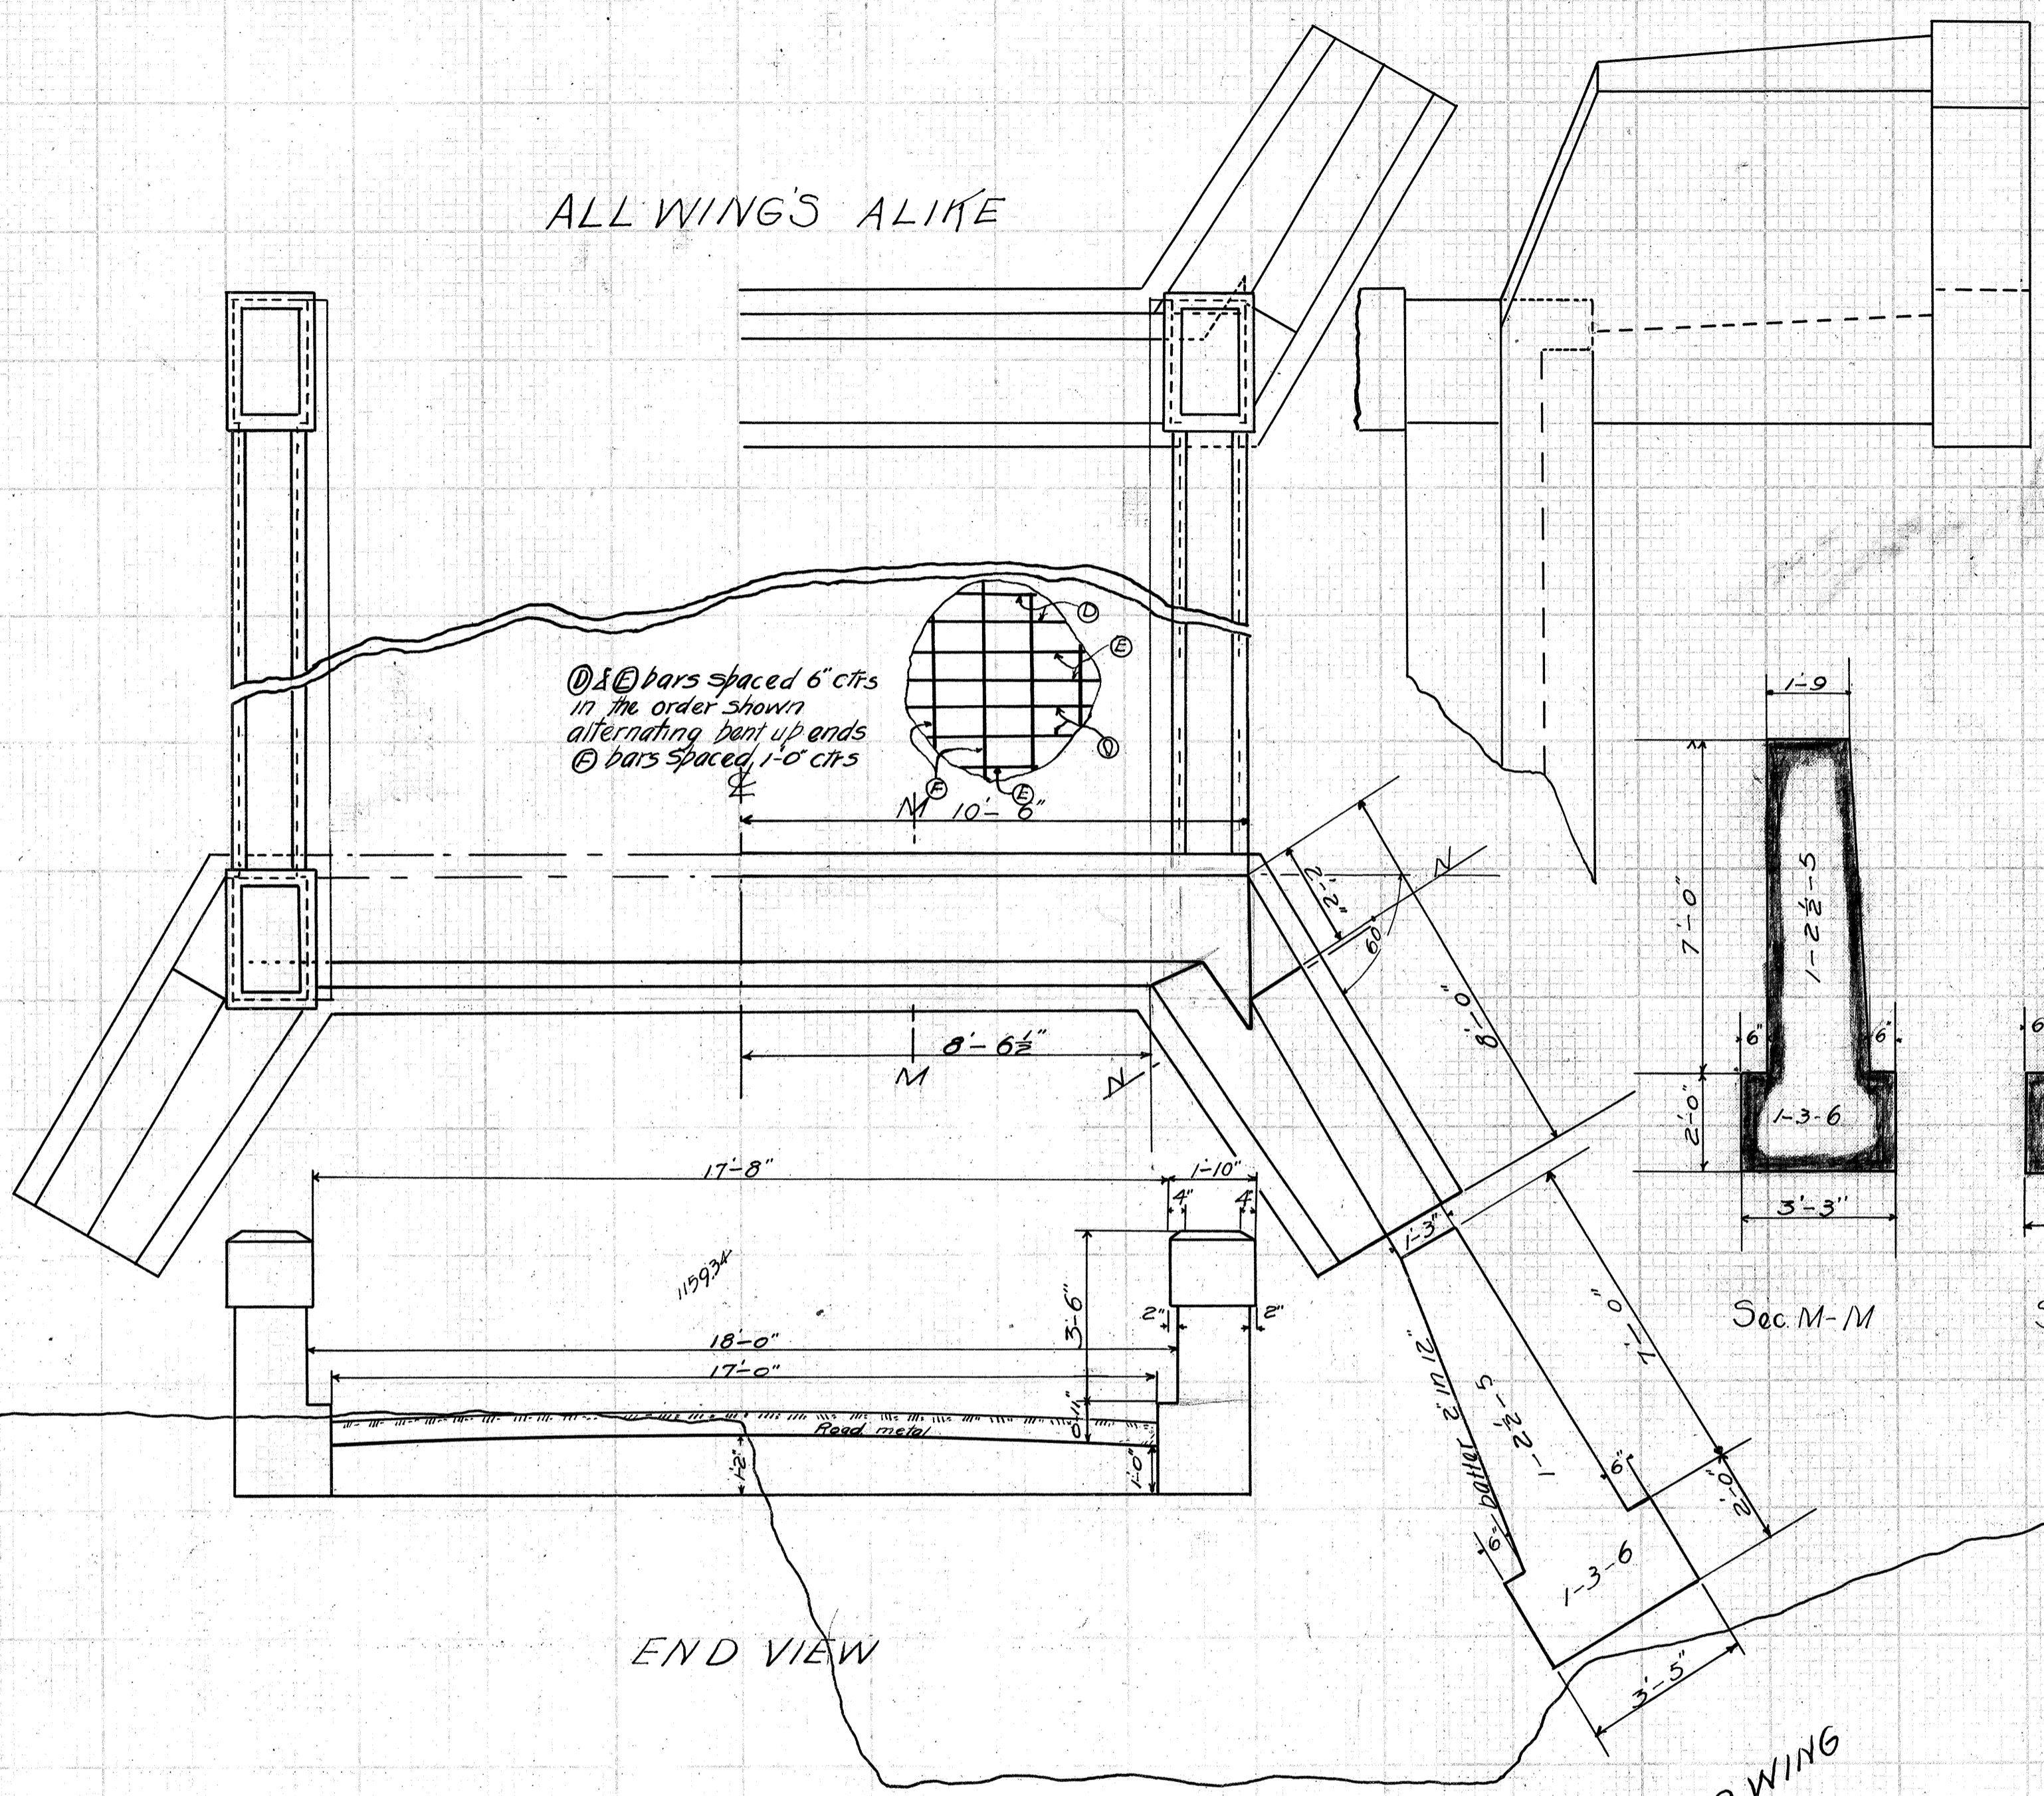 ALL WING'S ALIKE
Ⓓ & Ⓔ bars spaced 6" ctrs
in the order shown
alternating bent up ends
Ⓕ bars spaced, 1'-0" ctrs
D
E
D
F
E
℄
M
10'- 6"
2'-2"
N
60
8'-0"
8'- 6½"
M
N
1'-9
7'-0"
1-2½-5
6"
6"
6
2'-0"
1-3-6
3'-3"
Sec. M-M
S
17'-8"
1'-10"
4"
4"
1'-3"
115934
3'-6"
2"
2"
18'-0"
17'-0"
0'-11"
Road metal
1'-2"
1'-0"
7'-0"
batter 2" in 12"
1-2½-5
6"
2'-0"
6"
1-3-6
3'-5"
END VIEW
WING